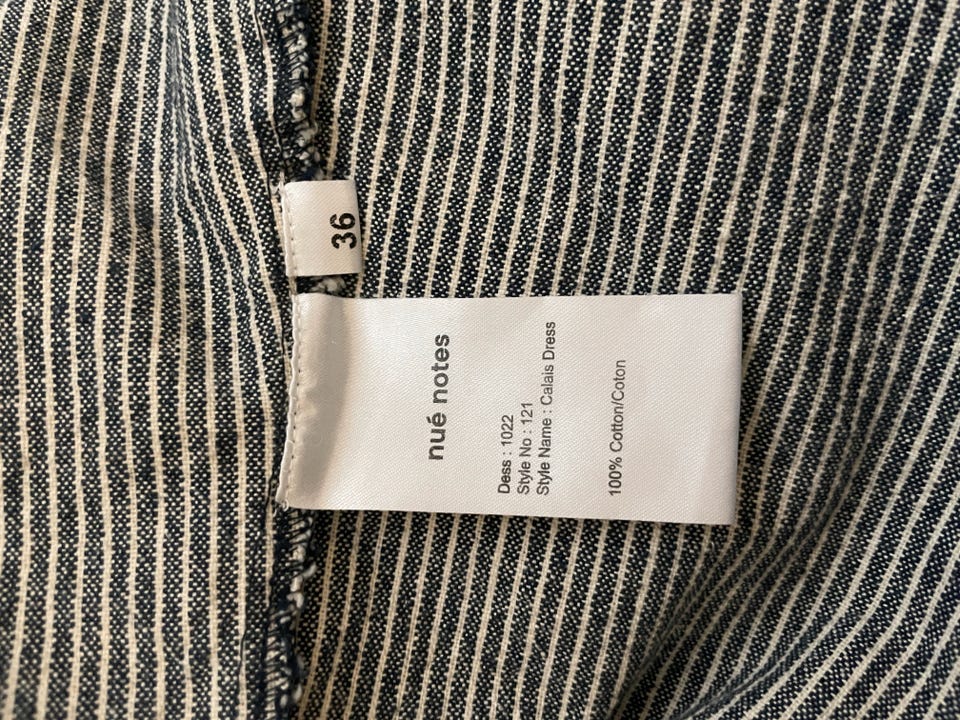 36
nué notes
Dess : 1022
Style No : 121
Style Name : Calais Dress
100% Cotton/Coton